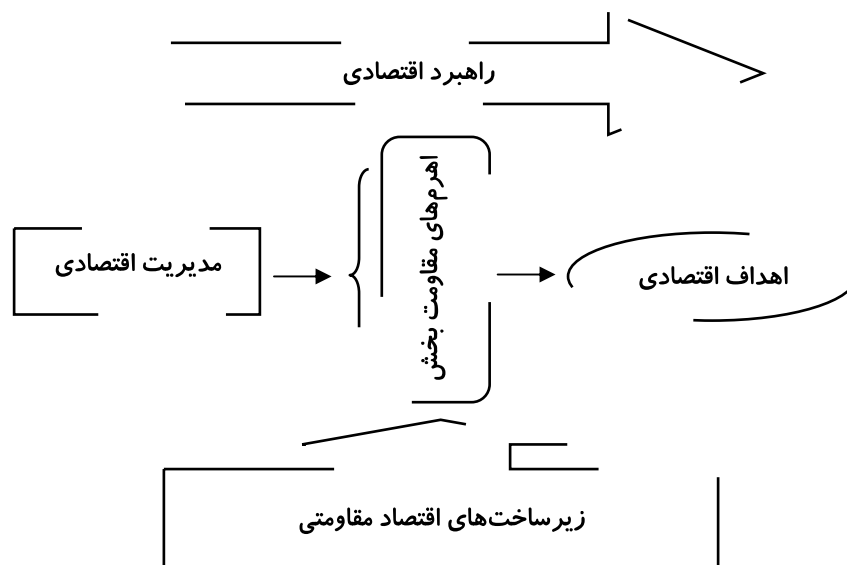 راهبرد اقتصادی
اهرم‌های مقاومت بخش
مدیریت اقتصادی
اهداف اقتصادی
زیرساخت‌های اقتصاد مقاومتی